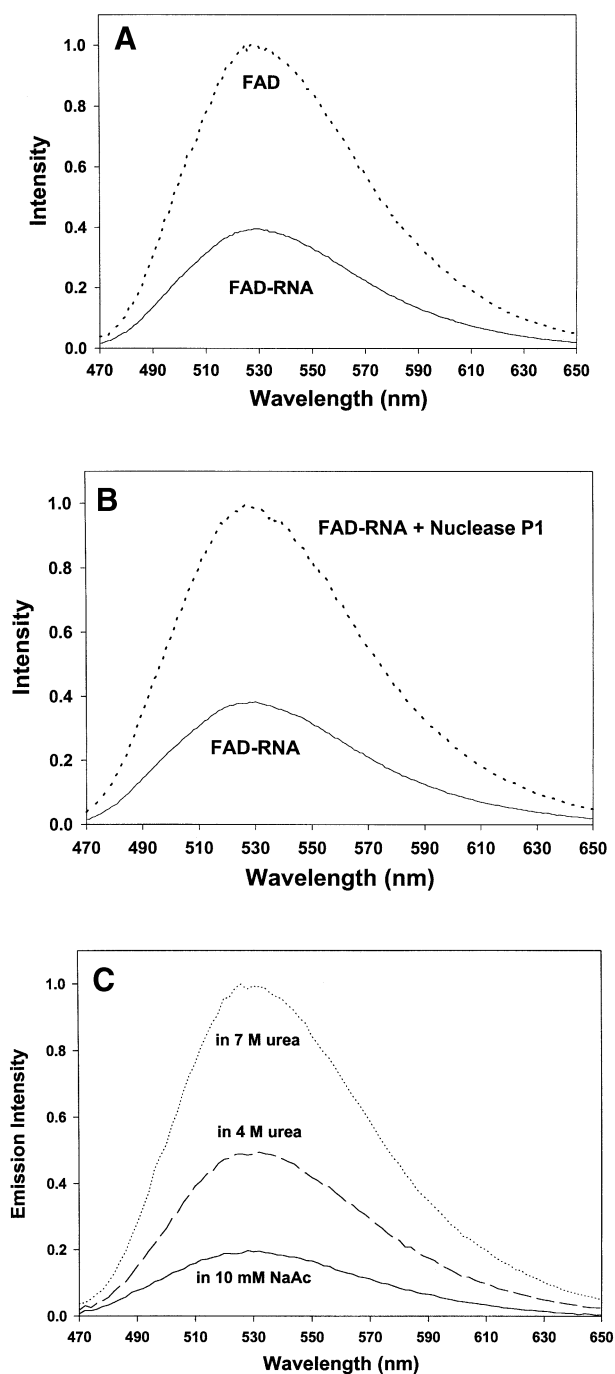 A
1.0
FAD
0.8
0.6
Intensity
0.4
FAD-RNA
0.2
0.0
470 490 510 530 550 570 590 610 630 650
Wavelength (nm)
B
1.0
FAD-RNA + Nuclease P1
0.8
0.6
Intensity
0.4
FAD-RNA
0.2
0.0
470 490 510 530 550 570 590 610 630 650
Wavelength (nm)
C
1.0
in 7 M urea
0.8
0.6
in 4 M urea
Emission Intensity
0.4
0.2
in 10 mM NaAc
0.0
470 490 510 530 550 570 590 610 630 650
Wavelength (nm)